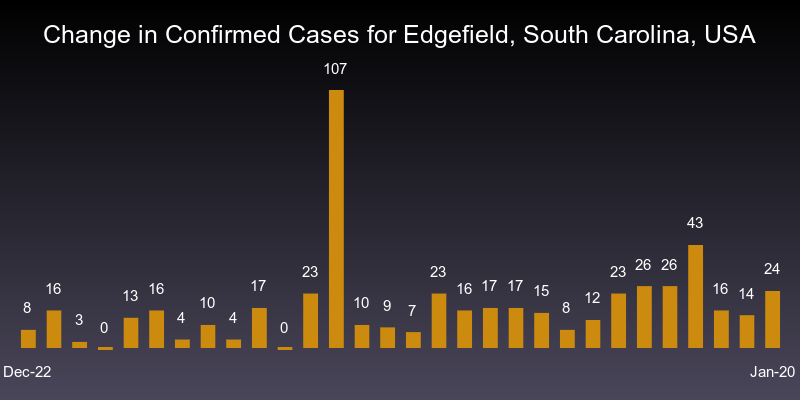 Change in Confirmed Cases for Edgefield, South Carolina, USA
8 16 3 0 13 16 4 10 4 17 0 23 107 10 9 7 23 16 17 17 15 8 12 23 26 26 43 16 14 24
Dec-22 Jan-20